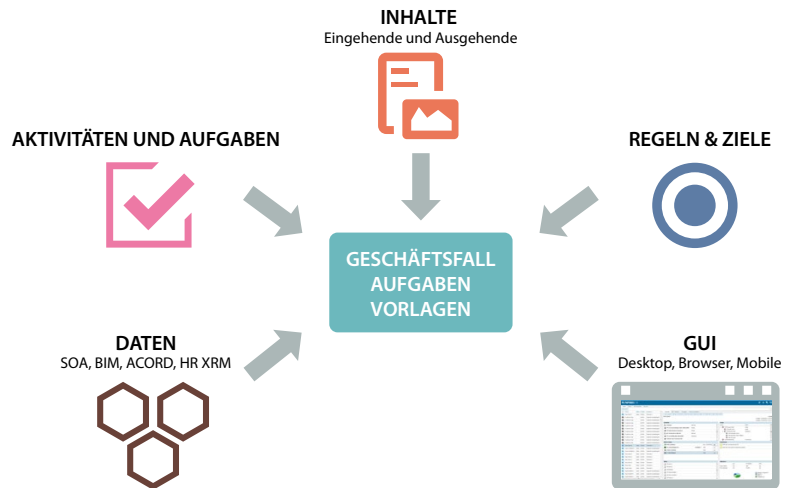 INHALTE
Eingehende und Ausgehende
AKTIVITÄTEN UND AUFGABEN
REGELN & ZIELE
GESCHÄFTSFALL
AUFGABEN
VORLAGEN
DATEN
SOA, BIM, ACORD, HR XRM
GUI
Desktop, Browser, Mobile